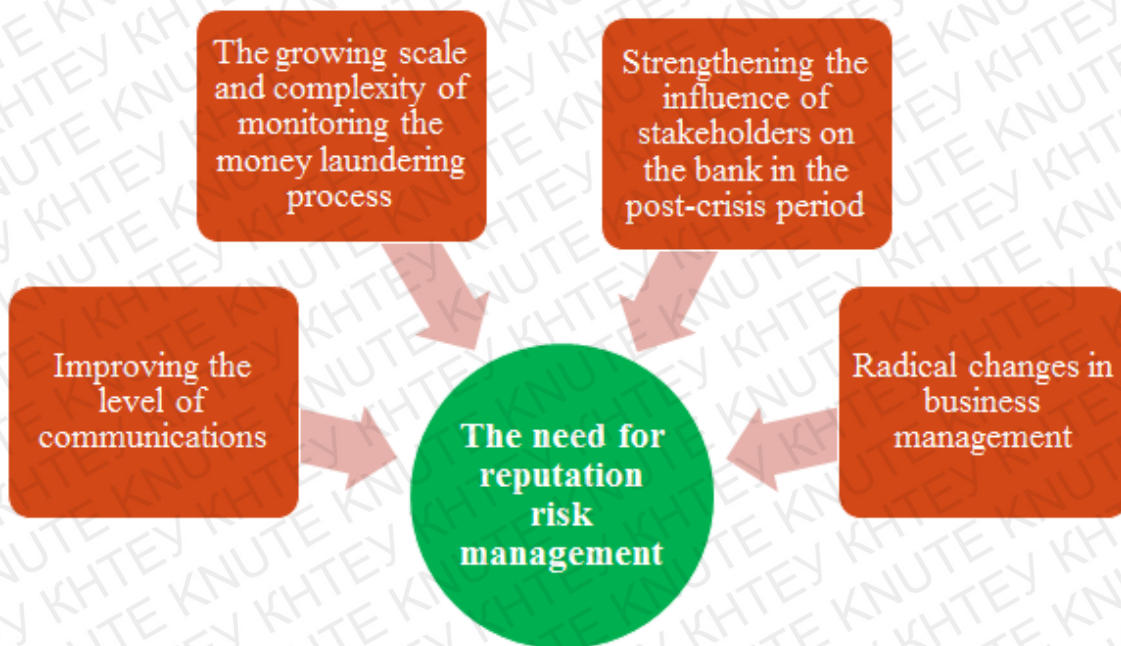 The growing scale
and complexity of
monitoring the
money laundering
process
Strengthening the
influence of
stakeholders on
the bank in the
post-crisis period
Improving the
level of
communications
Radical changes in
business
management
The need for
reputation
risk
management
KNUTE КНТЕУ